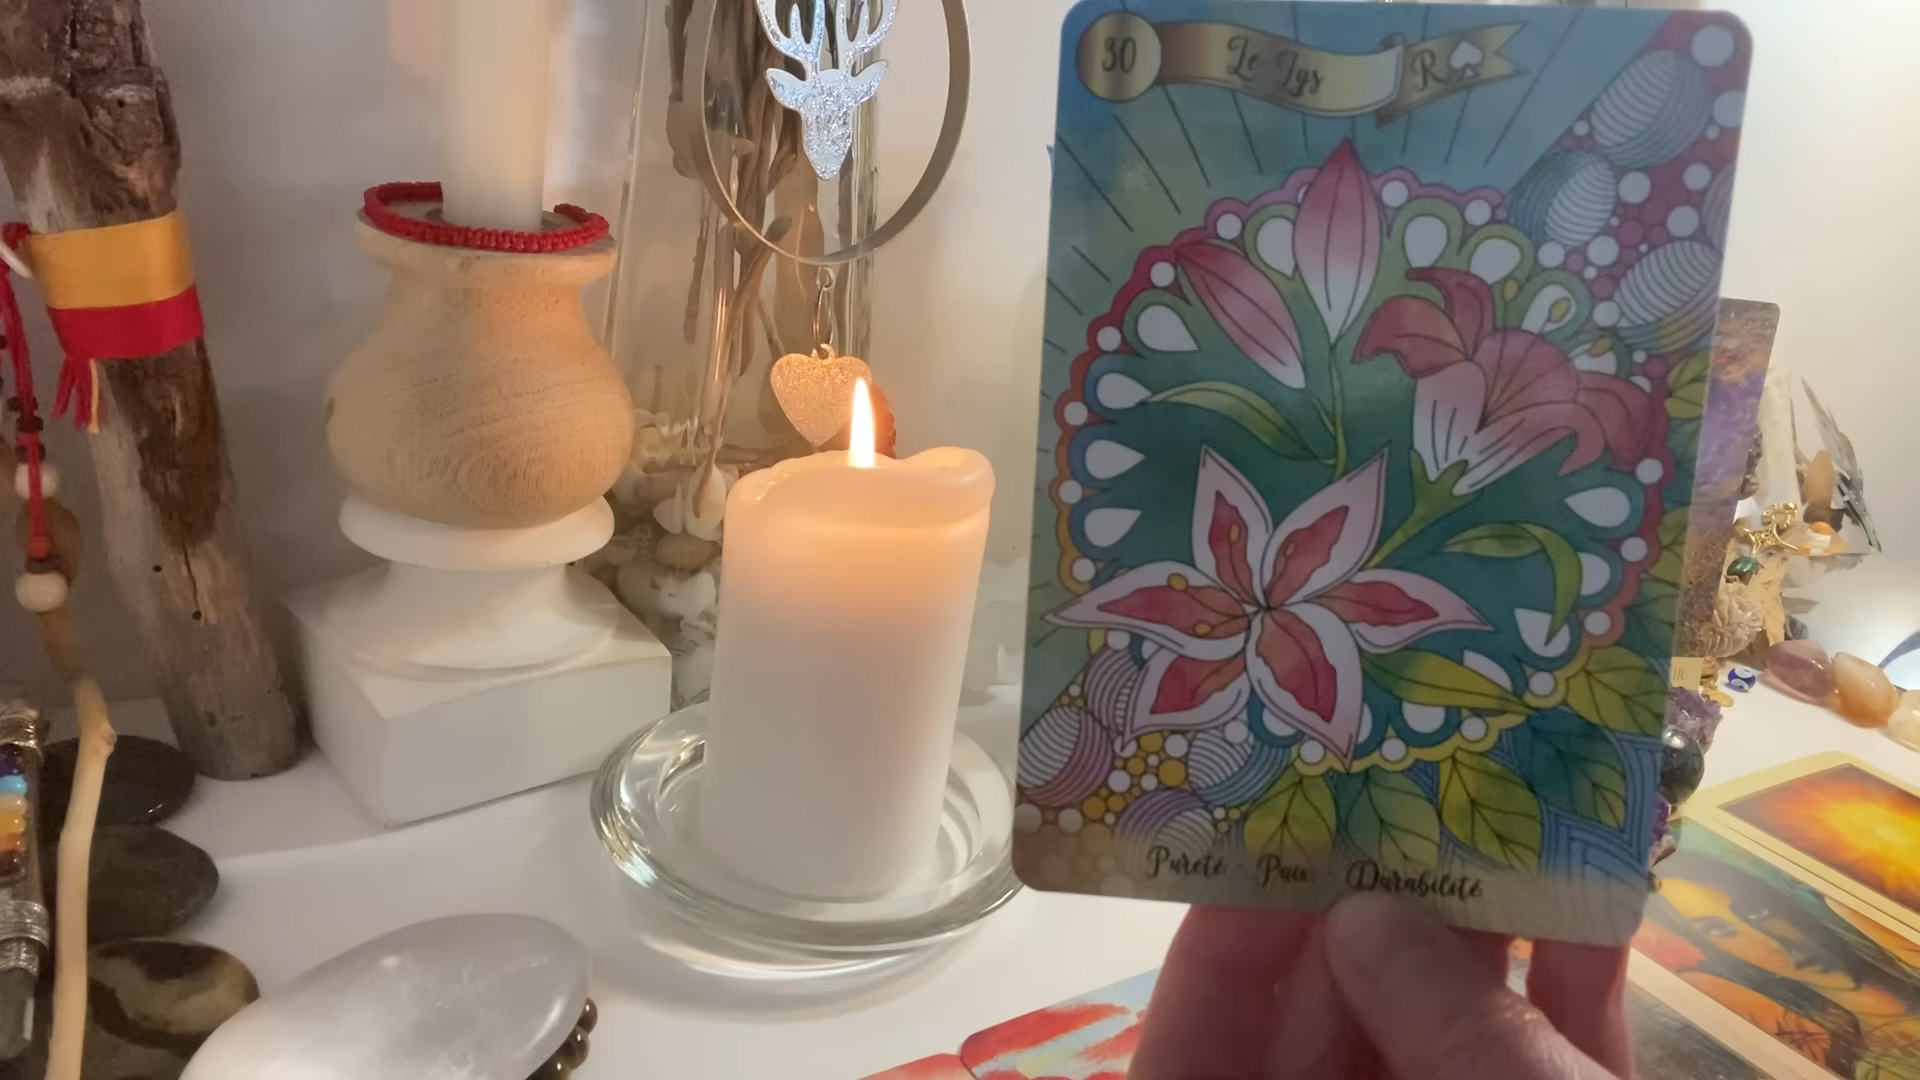 30 Le Lys R
Pureté - Paix - Durabilité